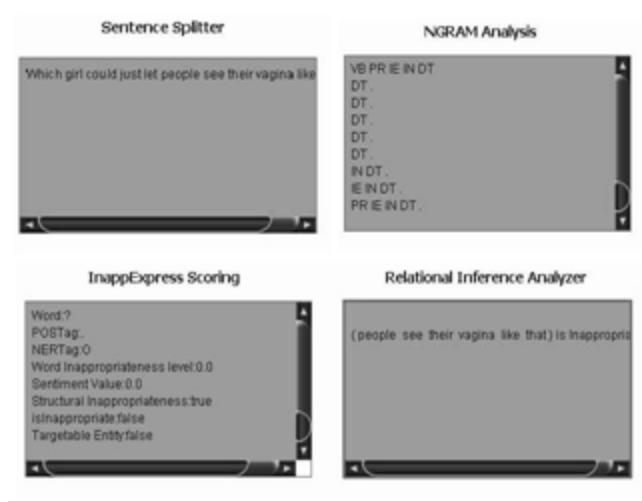 Sentence Splitter
Which girl could just let people see their vagina like
NGRAM Analysis
VB PR IE IN DT
DT .
DT .
DT .
DT .
DT .
IN DT .
IE IN DT .
PR IE IN DT .
InappExpress Scoring
Word:?
POSTag:.
NERTag:O
Word Inappropriateness level:0.0
Sentiment Value:0.0
Structural Inappropriateness:true
isInappropriate:false
Targetable Entity:false
Relational Inference Analyzer
(people see their vagina like that) is Inappropria